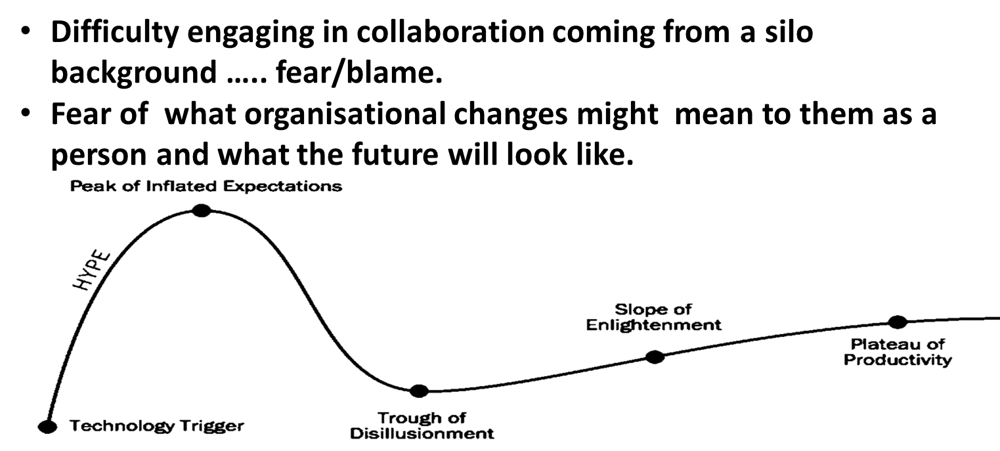 • Difficulty engaging in collaboration coming from a silo
background ….. fear/blame.
• Fear of  what organisational changes might  mean to them as a
person and what the future will look like.
Peak of Inflated Expectations
HYPE
Slope of
Enlightenment
Plateau of
Productivity
Technology Trigger
Trough of
Disillusionment